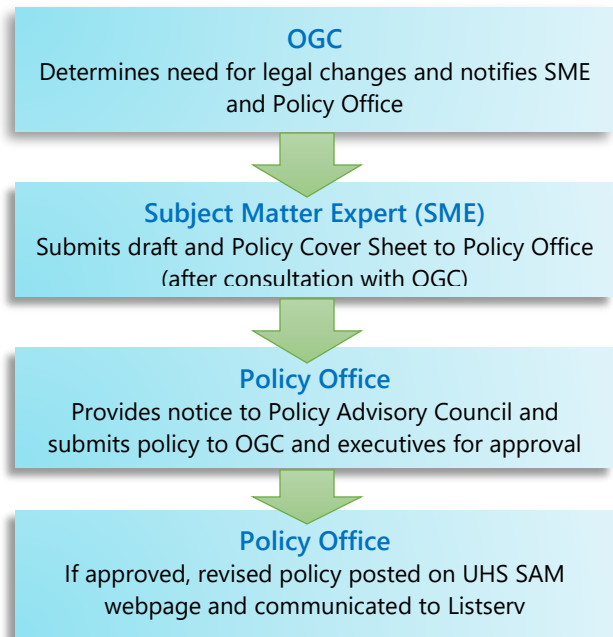 OGC
Determines need for legal changes and notifies SME
and Policy Office
Subject Matter Expert (SME)
Submits draft and Policy Cover Sheet to Policy Office
(after consultation with OGC)
Policy Office
Provides notice to Policy Advisory Council and
submits policy to OGC and executives for approval
Policy Office
If approved, revised policy posted on UHS SAM
webpage and communicated to Listserv